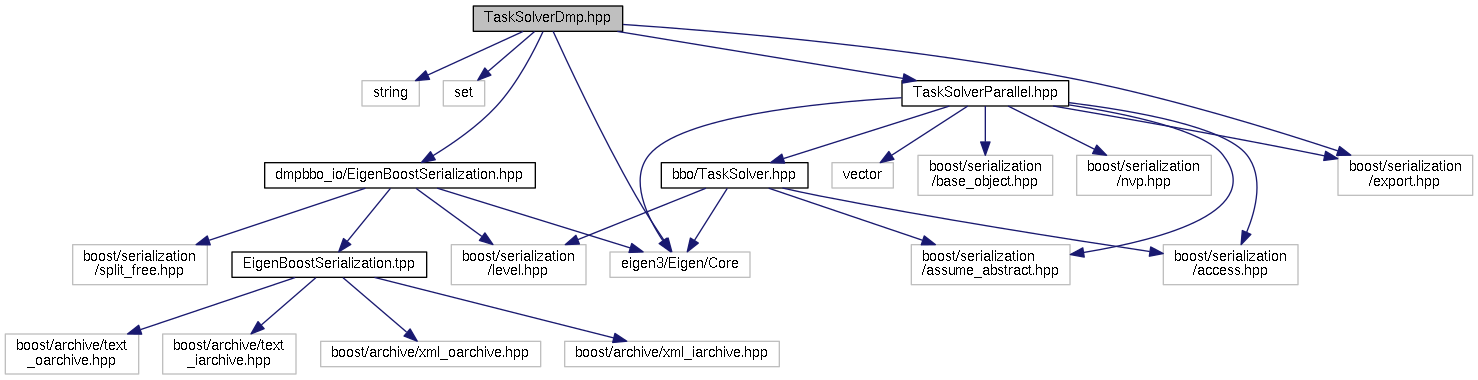 TaskSolverDmp.hpp
string
set
TaskSolverParallel.hpp
dmpbbo_io/EigenBoostSerialization.hpp
bbo/TaskSolver.hpp
vector
boost/serialization
/base_object.hpp
boost/serialization
/nvp.hpp
boost/serialization
/export.hpp
boost/serialization
/split_free.hpp
EigenBoostSerialization.tpp
boost/serialization
/level.hpp
eigen3/Eigen/Core
boost/serialization
/assume_abstract.hpp
boost/serialization
/access.hpp
boost/archive/text
_oarchive.hpp
boost/archive/text
_iarchive.hpp
boost/archive/xml_oarchive.hpp
boost/archive/xml_iarchive.hpp